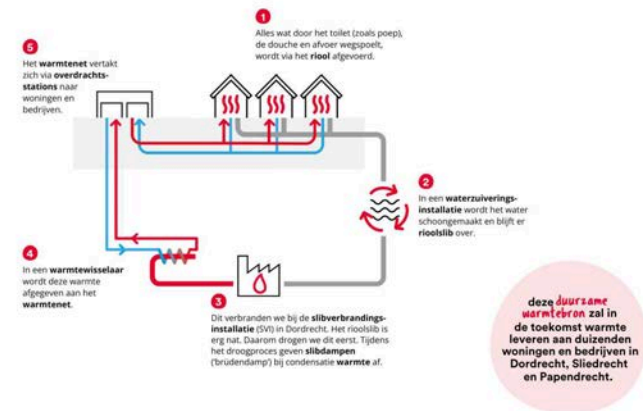 1
Alles wat door het toilet (zoals poep),
de douche en afvoer wegspoelt,
wordt via het riool afgevoerd.
5
Het warmtenet vertakt
zich via overdrachts-
stations naar
woningen en
bedrijven.
2
In een waterzuiverings-
installatie wordt het water
schoongemaakt en blijft er
rioolslib over.
4
In een warmtewisselaar
wordt deze warmte
afgegeven aan het
warmtenet.
3
Dit verbranden we bij de slibverbrandings-
installatie (SVI) in Dordrecht. Het rioolslib is
erg nat. Daarom drogen we dit eerst. Tijdens
het droogproces geven slibdampen
('brüdendamp') bij condensatie warmte af.
deze duurzame
warmtebron zal in
de toekomst warmte
leveren aan duizenden
woningen en bedrijven in
Dordrecht, Sliedrecht
en Papendrecht.